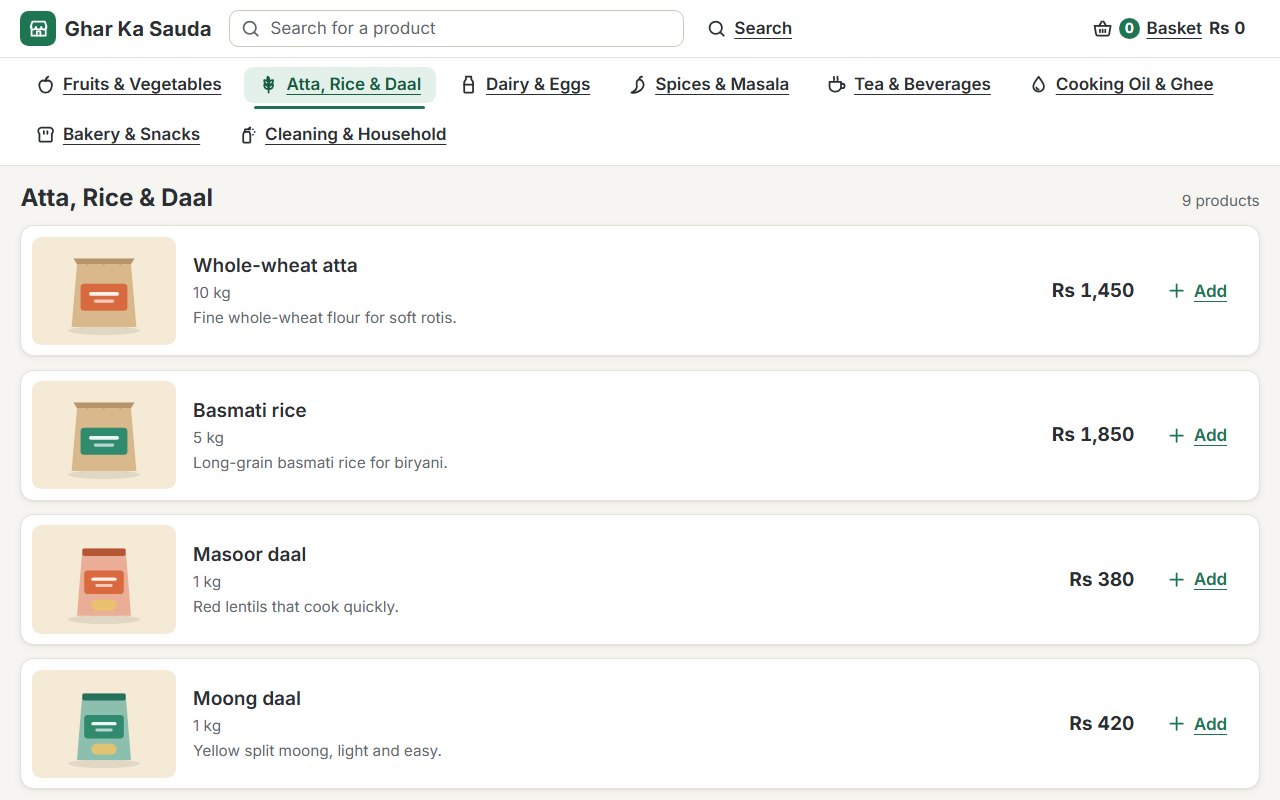 Ghar Ka Sauda
Search for a product
Search
0 Basket Rs 0
Fruits & Vegetables
Atta, Rice & Daal
Dairy & Eggs
Spices & Masala
Tea & Beverages
Cooking Oil & Ghee
Bakery & Snacks
Cleaning & Household
Atta, Rice & Daal
9 products
Whole-wheat atta
10 kg
Fine whole-wheat flour for soft rotis.
Rs 1,450
Add
Basmati rice
5 kg
Long-grain basmati rice for biryani.
Rs 1,850
Add
Masoor daal
1 kg
Red lentils that cook quickly.
Rs 380
Add
Moong daal
1 kg
Yellow split moong, light and easy.
Rs 420
Add